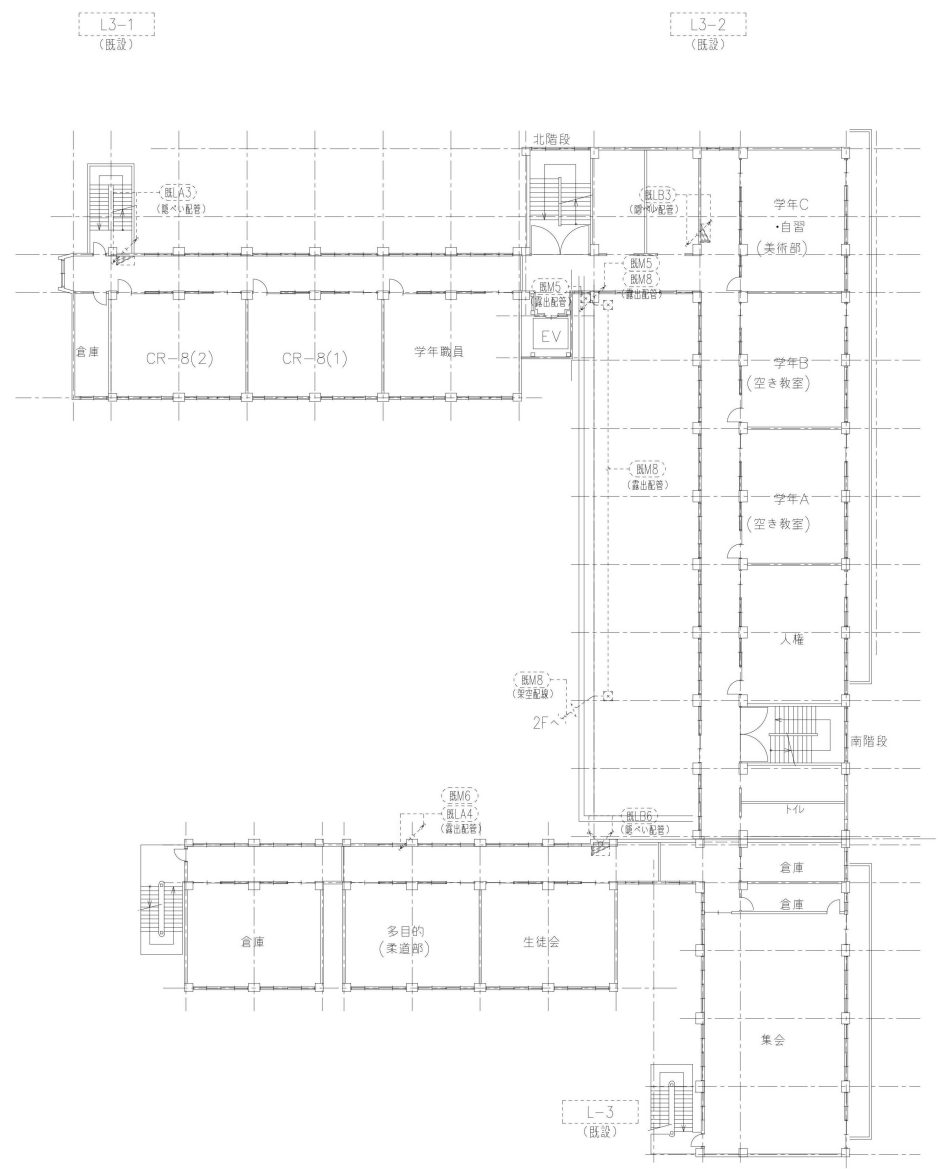 L3-1
(既設)
L3-2
(既設)
北階段
既LA3
(隠ぺい配管)
既LB3
(隠ぺい配管)
学年C
・自習
(美術部)
既M5
既M8
(露出配管)
既M5
(露出配管)
EV
倉庫
CR-8(2)
CR-8(1)
学年職員
学年B
(空き教室)
既M8
(露出配管)
学年A
(空き教室)
人権
既M8
(架空配線)
2Fへ
南階段
トイレ
既M6
既LA4
(露出配管)
既LB6
(隠ぺい配管)
倉庫
倉庫
倉庫
多目的
(柔道部)
生徒会
集会
L-3
(既設)